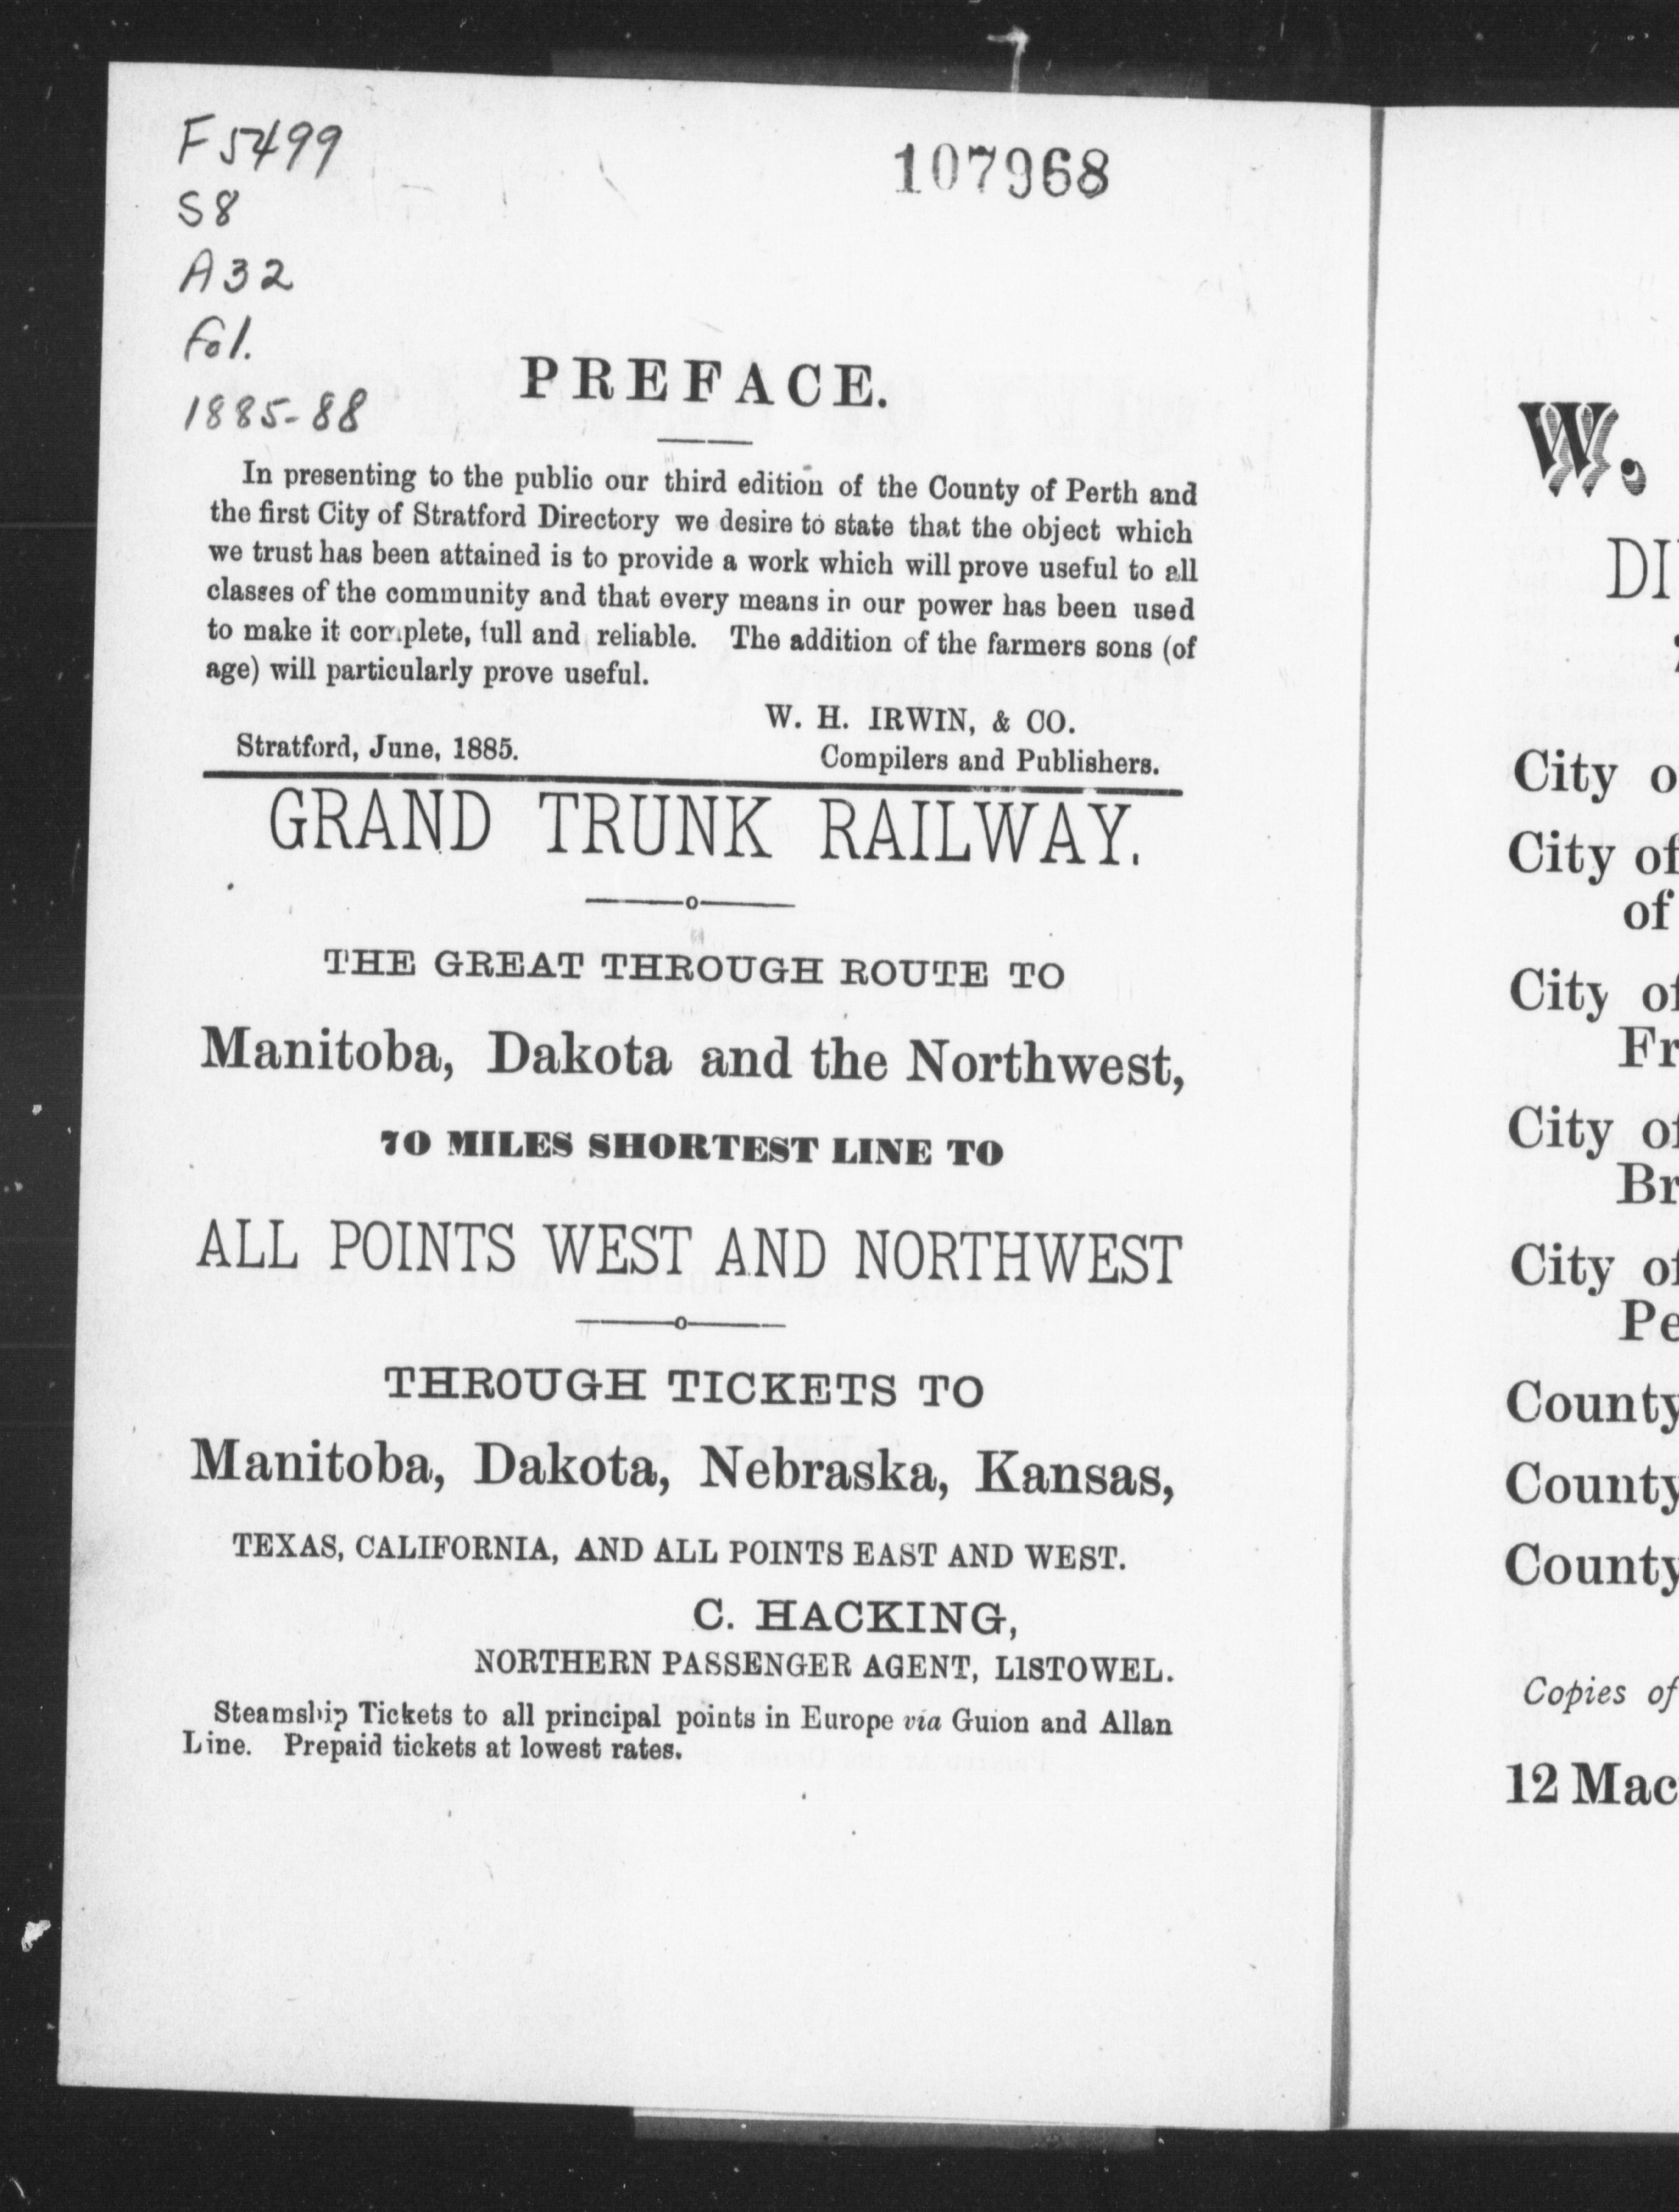 F5499
S8
A32
Fol.
1885-88
107968
PREFACE.
In presenting to the public our third edition of the County of Perth and
the first City of Stratford Directory we desire to state that the object which
we trust has been attained is to provide a work which will prove useful to all
classes of the community and that every means in our power has been used
to make it complete, full and reliable. The addition of the farmers sons (of
age) will particularly prove useful.
W. H. IRWIN, & CO.
Stratford, June, 1885.
Compilers and Publishers.
GRAND TRUNK RAILWAY.
o
THE GREAT THROUGH ROUTE TO
Manitoba, Dakota and the Northwest,
70 MILES SHORTEST LINE TO
ALL POINTS WEST AND NORTHWEST
o
THROUGH TICKETS TO
Manitoba, Dakota, Nebraska, Kansas,
TEXAS, CALIFORNIA, AND ALL POINTS EAST AND WEST.
C. HACKING,
NORTHERN PASSENGER AGENT, L1STOWEL.
Steamship Tickets to all principal points in Europe via Guion and Allan
Line. Prepaid tickets at lowest rates.
W.
DI
City o
City of
of
City of
Fr
City of
Br
City of
Pe
County
County
County
Copies of
12 Mac